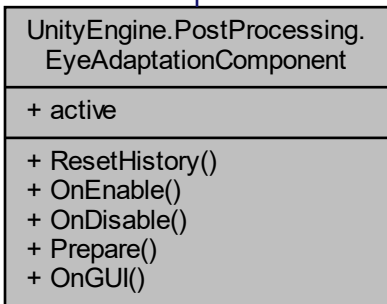 UnityEngine.PostProcessing.
EyeAdaptationComponent
+ active
+ ResetHistory()
+ OnEnable()
+ OnDisable()
+ Prepare()
+ OnGUI()